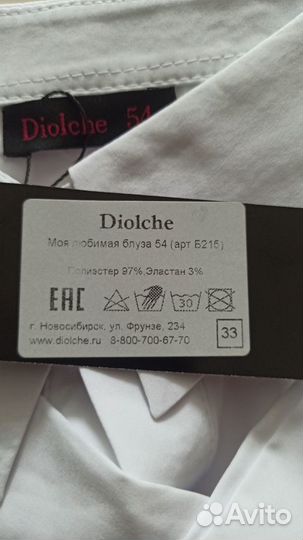 Diolche 54
Diolche
Моя любимая блуза 54 (арт Б215)
Полиэстер 97%,Эластан 3%
EAC
30
г. Новосибирск, ул. Фрунзе, 234
www.diolche.ru 8-800-700-67-70
33
Avito